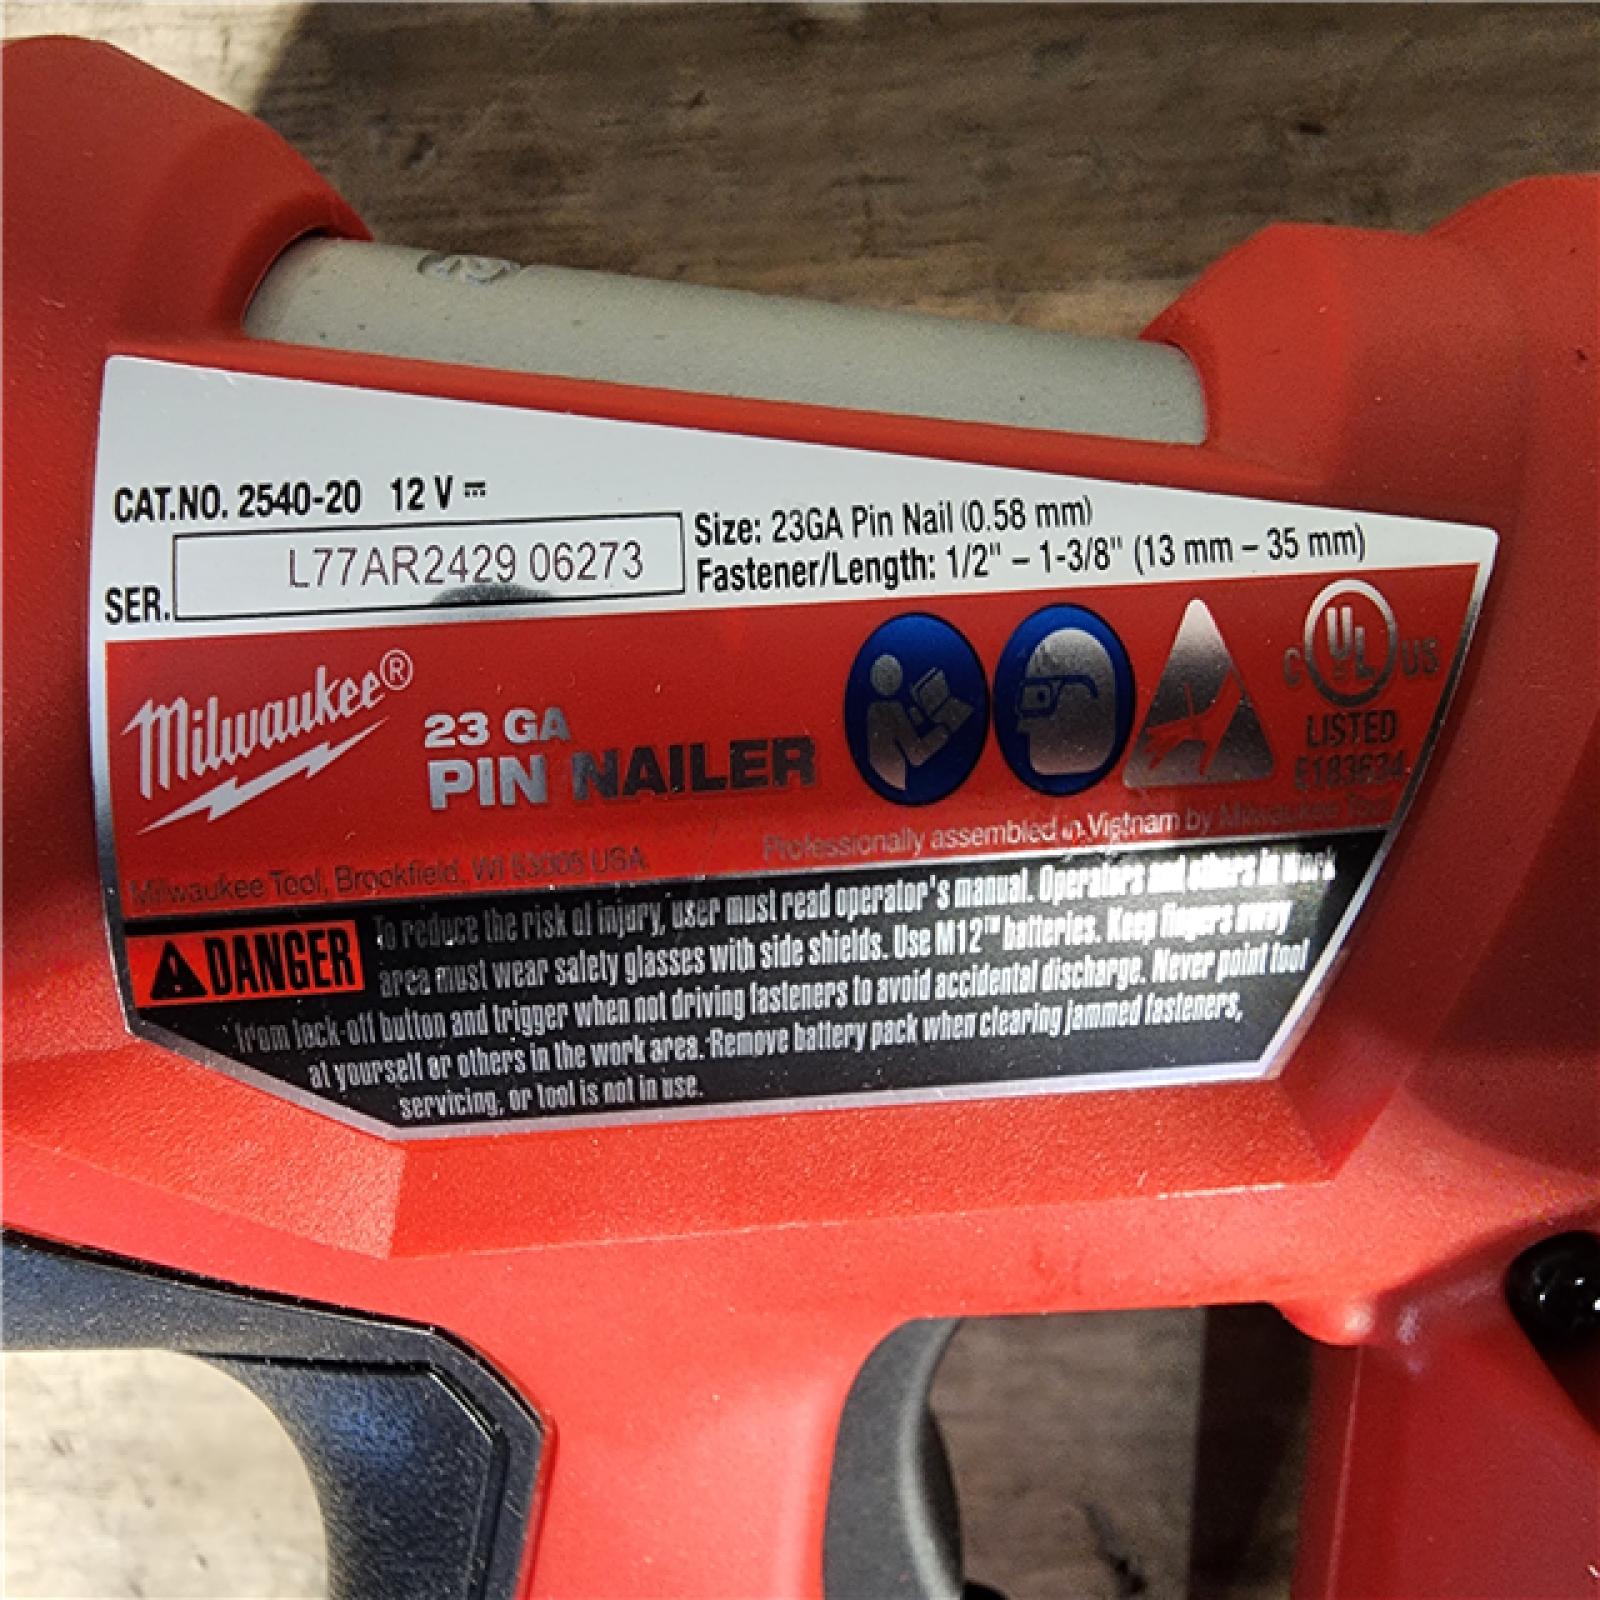 CAT.NO. 2540-20 12 V
SER. L77AR2429 06273
Size: 23GA Pin Nail (0.58 mm)
Fastener/Length: 1/2" – 1-3/8" (13 mm – 35 mm)
Milwaukee®
23 GA
PIN NAILER
C UL US
LISTED
E183634
Milwaukee Tool, Brookfield, WI 53005 USA
Professionally assembled in Vietnam by Milwaukee Tool
DANGER
To reduce the risk of injury, user must read operator's manual. Operators and others in work
area must wear safety glasses with side shields. Use M12™ batteries. Keep fingers away
from lock-off button and trigger when not driving fasteners to avoid accidental discharge. Never point tool
at yourself or others in the work area. Remove battery pack when clearing jammed fasteners,
servicing, or tool is not in use.